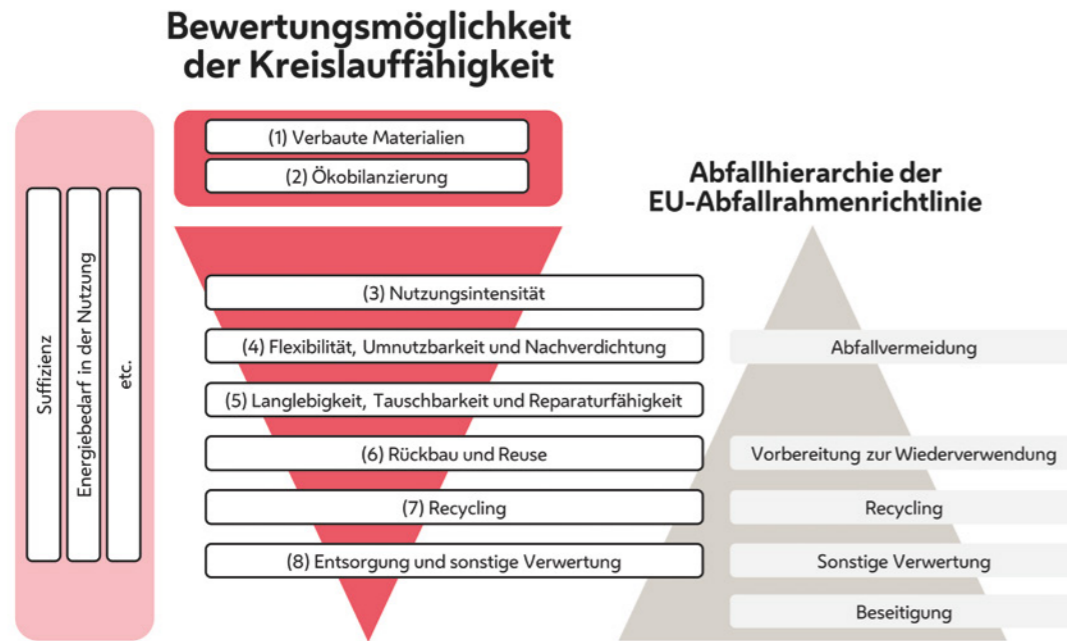 Bewertungsmöglichkeit
der Kreislauffähigkeit
(1) Verbaute Materialien
(2) Ökobilanzierung
Suffizienz
Energiebedarf in der Nutzung
etc.
(3) Nutzungsintensität
(4) Flexibilität, Umnutzbarkeit und Nachverdichtung
(5) Langlebigkeit, Tauschbarkeit und Reparaturfähigkeit
(6) Rückbau und Reuse
(7) Recycling
(8) Entsorgung und sonstige Verwertung
Abfallhierarchie der
EU-Abfallrahmenrichtlinie
Abfallvermeidung
Vorbereitung zur Wiederverwendung
Recycling
Sonstige Verwertung
Beseitigung